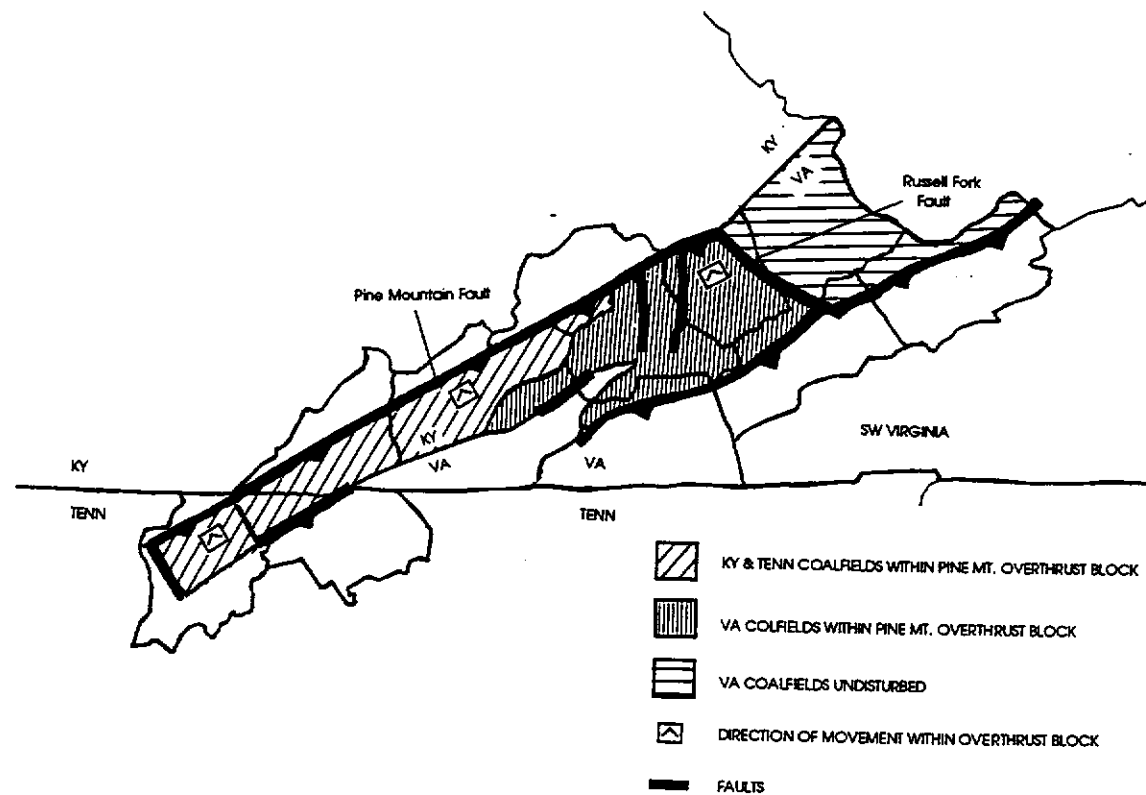 KY
VA
Russell Fork
Fault
Pine Mountain Fault
KY
VA
VA
SW VIRGINIA
KY
TENN
TENN
KY & TENN COALFIELDS WITHIN PINE MT. OVERTHRUST BLOCK
VA COLFIELDS WITHIN PINE MT. OVERTHRUST BLOCK
VA COALFIELDS UNDISTURBED
DIRECTION OF MOVEMENT WITHIN OVERTHRUST BLOCK
FAULTS